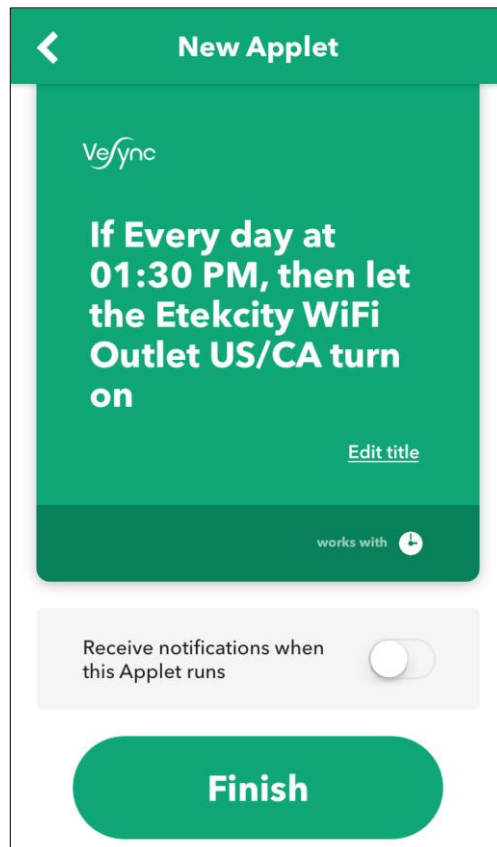 New Applet
VeSync
If Every day at
01:30 PM, then let
the Etekcity WiFi
Outlet US/CA turn
on
Edit title
works with
Receive notifications when
this Applet runs
Finish